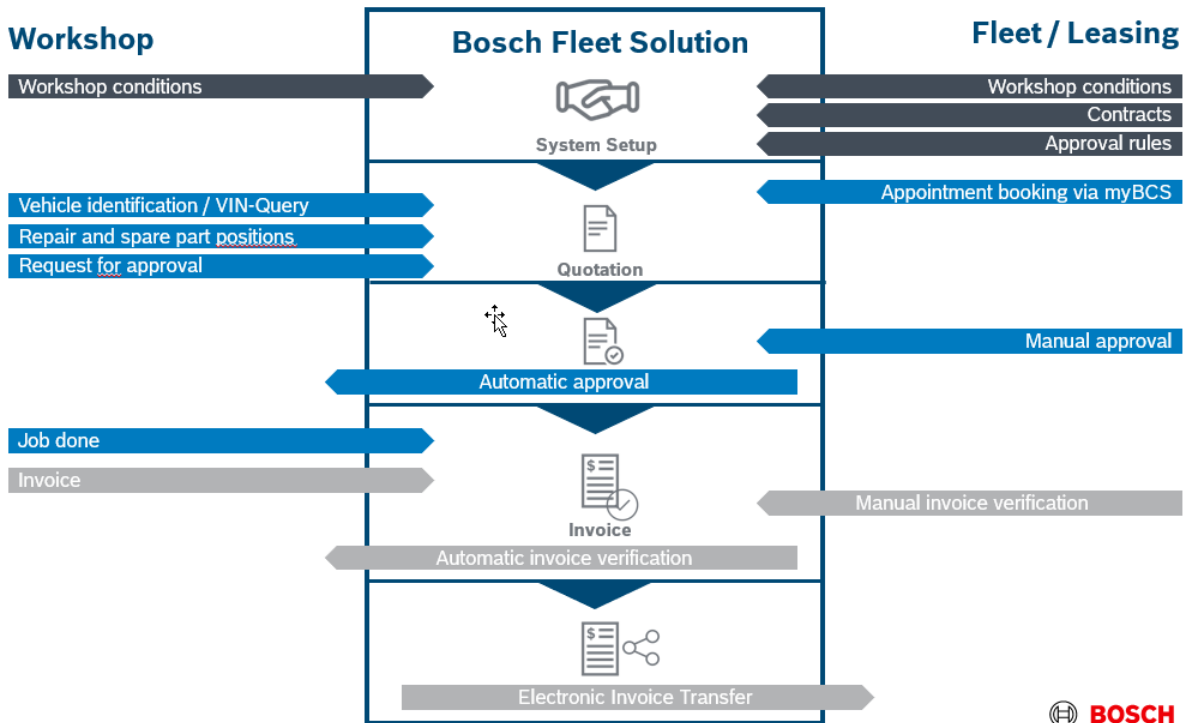 Workshop
Bosch Fleet Solution
Fleet / Leasing
Workshop conditions
Workshop conditions
Contracts
Approval rules
System Setup
Appointment booking via myBCS
Vehicle identification / VIN-Query
Repair and spare part positions
Request for approval
Quotation
Manual approval
Automatic approval
Job done
Invoice
Manual invoice verification
$
Invoice
Automatic invoice verification
$
Electronic Invoice Transfer
BOSCH